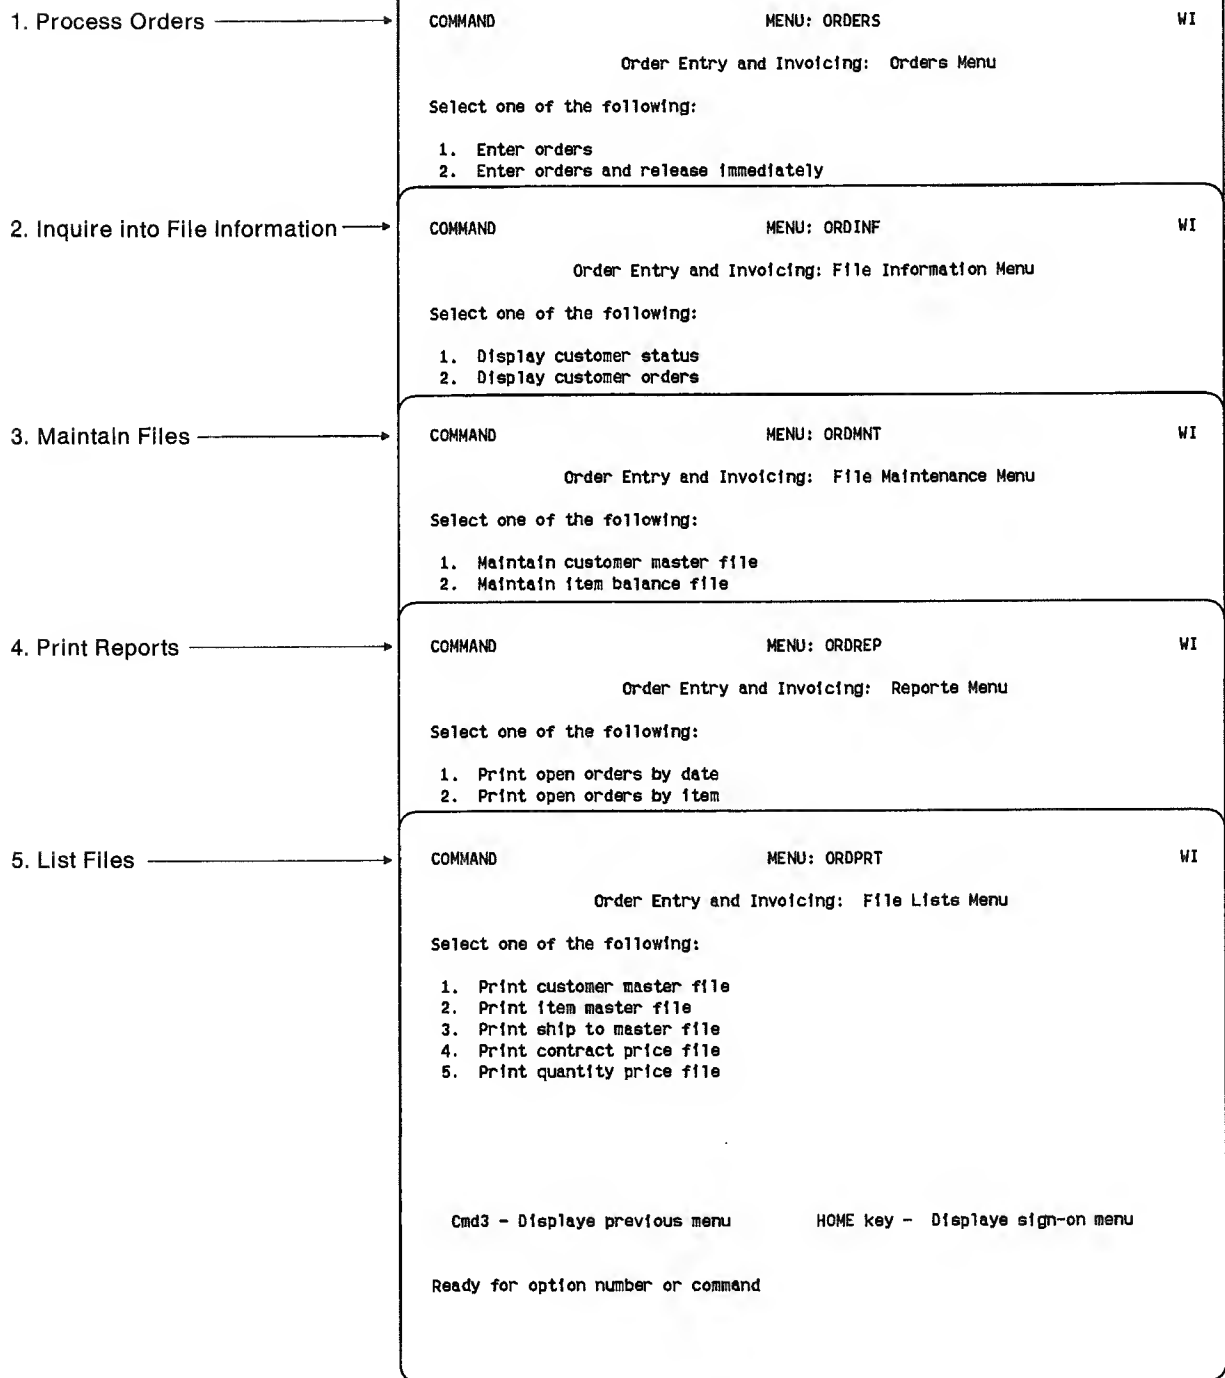 1. Process Orders
COMMAND MENU: ORDERS WI
Order Entry and Invoicing: Orders Menu
Select one of the following:
1. Enter orders
2. Enter orders and release immediately
2. Inquire into File Information
COMMAND MENU: ORDINF WI
Order Entry and Invoicing: File Information Menu
Select one of the following:
1. Display customer status
2. Display customer orders
3. Maintain Files
COMMAND MENU: ORDMNT WI
Order Entry and Invoicing: File Maintenance Menu
Select one of the following:
1. Maintain customer master file
2. Maintain item balance file
4. Print Reports
COMMAND MENU: ORDREP WI
Order Entry and Invoicing: Reporte Menu
Select one of the following:
1. Print open orders by date
2. Print open orders by item
5. List Files
COMMAND MENU: ORDPRT WI
Order Entry and Invoicing: File Lists Menu
Select one of the following:
1. Print customer master file
2. Print item master file
3. Print ship to master file
4. Print contract price file
5. Print quantity price file
Cmd3 - Displaye previous menu HOME key - Displaye sign-on menu
Ready for option number or command